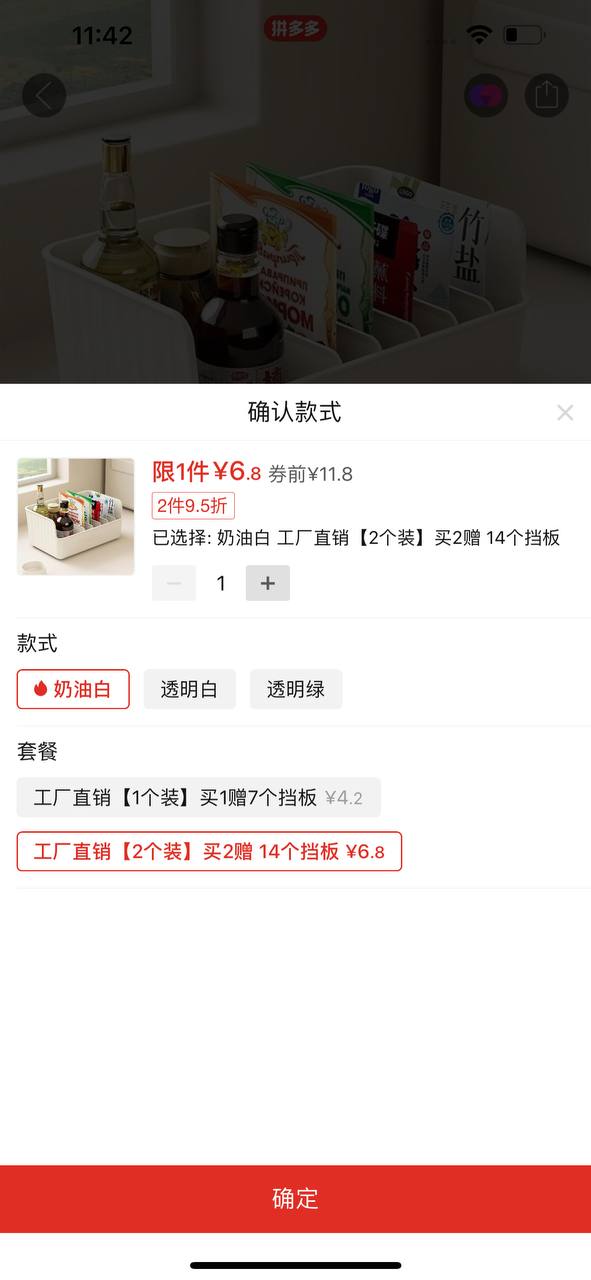 11:42
拼多多
竹
盐
确认款式
限1件¥6.8 券前¥11.8
2件9.5折
已选择: 奶油白 工厂直销【2个装】买2赠 14个挡板
1
款式
奶油白
透明白
透明绿
套餐
工厂直销【1个装】买1赠7个挡板 ¥4.2
工厂直销【2个装】买2赠 14个挡板 ¥6.8
确定